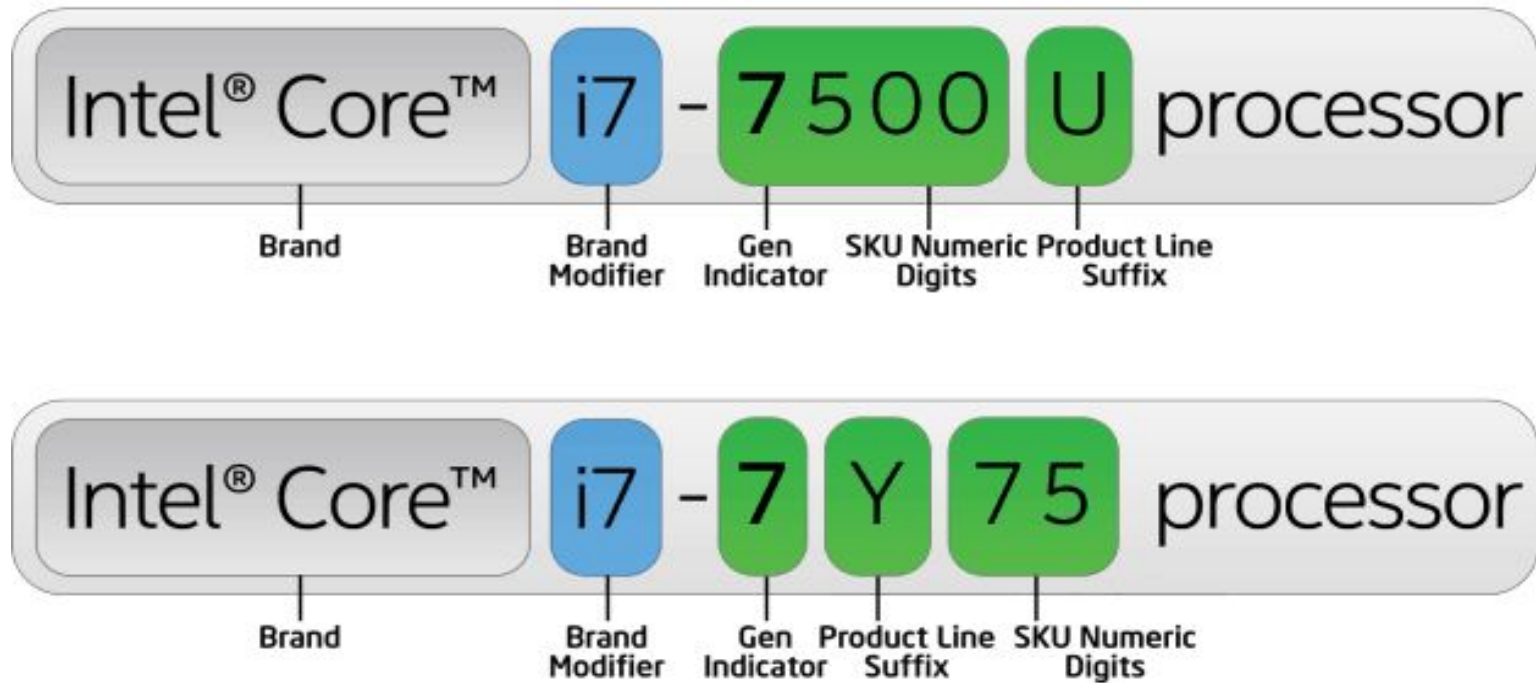 Intel® Core™ i7 - 7500 U processor
Brand
Brand Modifier
Gen Indicator
SKU Numeric Digits
Product Line Suffix
Intel® Core™ i7 - 7 Y 75 processor
Brand
Brand Modifier
Gen Indicator
Product Line Suffix
SKU Numeric Digits